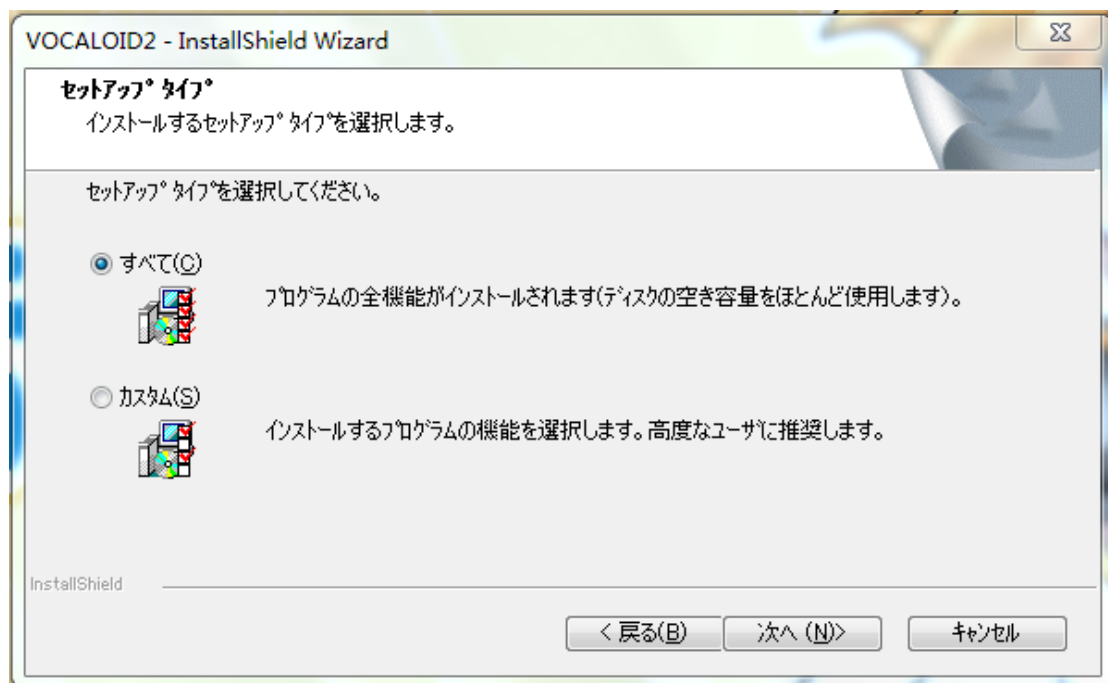 VOCALOID2 - InstallShield Wizard
ｾｯﾄｱｯﾌﾟ ﾀｲﾌﾟ
ｲﾝｽﾄｰﾙするｾｯﾄｱｯﾌﾟ ﾀｲﾌﾟを選択します。
ｾｯﾄｱｯﾌﾟ ﾀｲﾌﾟを選択してください。
すべて(C)
ﾌﾟﾛｸﾞﾗﾑの全機能がｲﾝｽﾄｰﾙされます(ﾃﾞｨｽｸの空き容量をほとんど使用します)。
ｶｽﾀﾑ(S)
ｲﾝｽﾄｰﾙするﾌﾟﾛｸﾞﾗﾑの機能を選択します。高度なﾕｰｻﾞに推奨します。
InstallShield
< 戻る(B)
次へ (N)>
ｷｬﾝｾﾙ